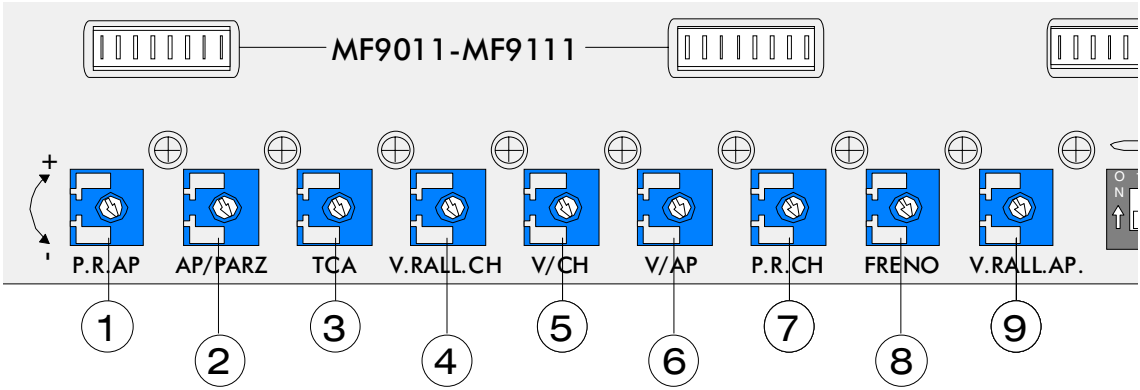 MF9011-MF9111
+
-
O
N
P.R.AP AP/PARZ TCA V.RALL.CH V/CH V/AP P.R.CH FRENO V.RALL.AP.
1 2 3 4 5 6 7 8 9